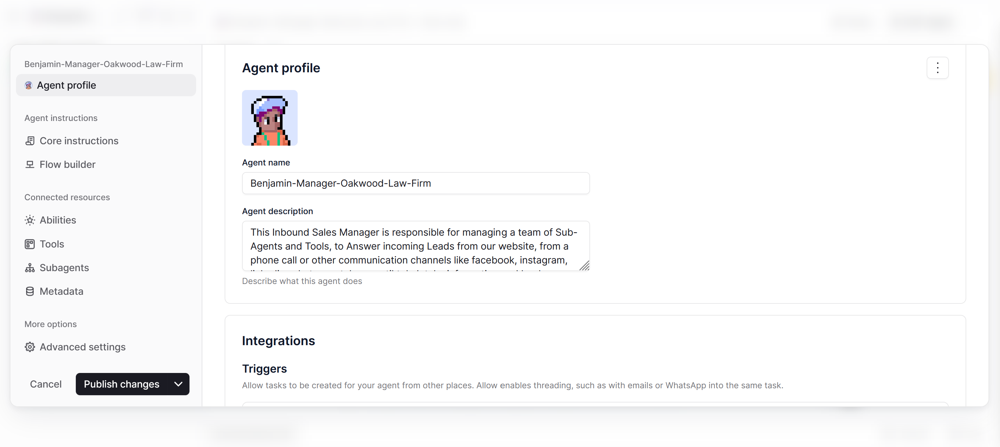 Benjamin-Manager-Oakwood-Law-Firm
Agent profile
Agent instructions
Core instructions
Flow builder
Connected resources
Abilities
Tools
Subagents
Metadata
More options
Advanced settings
Cancel
Publish changes
Agent profile
Agent name
Benjamin-Manager-Oakwood-Law-Firm
Agent description
This Inbound Sales Manager is responsible for managing a team of Sub-
Agents and Tools, to Answer incoming Leads from our website, from a
phone call or other communication channels like facebook, instagram,
Describe what this agent does
Integrations
Triggers
Allow tasks to be created for your agent from other places. Allow enables threading, such as with emails or WhatsApp into the same task.